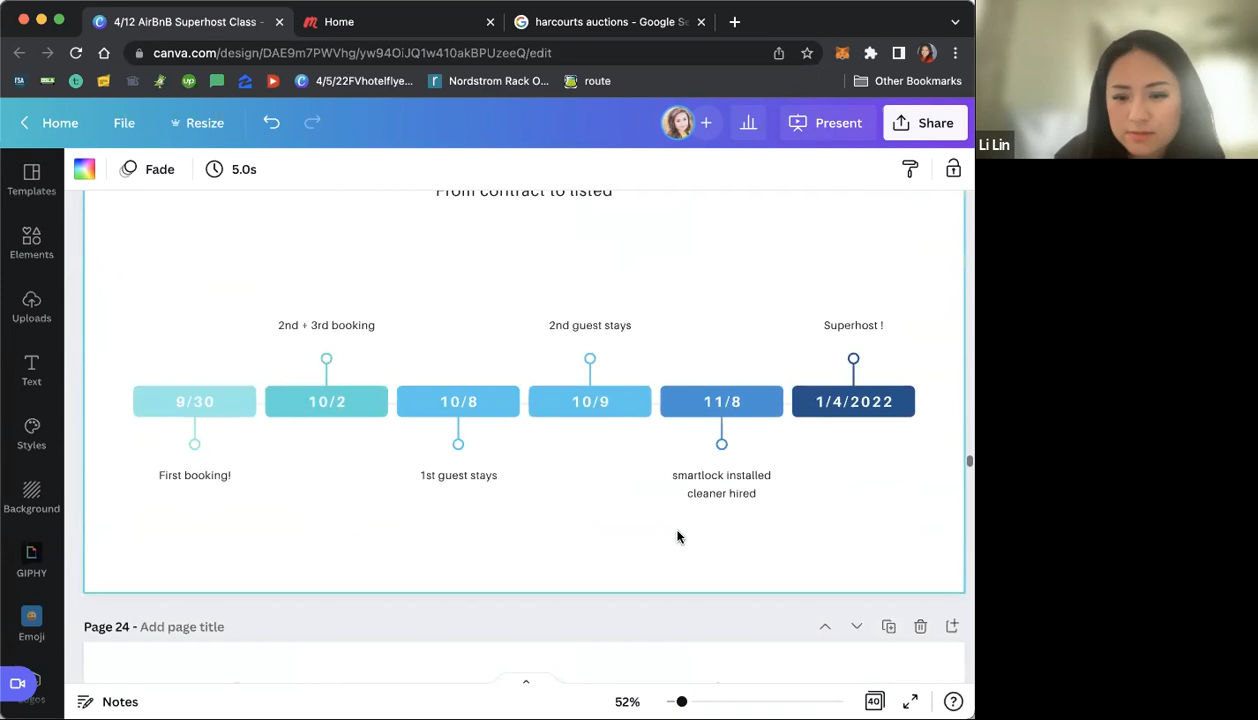 4/12 AirBnB Superhost Class -
Home
harcourts auctions - Google Se
canva.com/design/DAE9m7PWVhg/yw94OiJQ1w410akBPUzeeQ/edit
4/5/22FVhotelflye...
Nordstrom Rack O...
route
Other Bookmarks
Home
File
Resize
Present
Share
Li Lin
Fade
5.0s
Templates
Elements
Uploads
Text
Styles
Background
GIPHY
Emoji
From contract to listed
2nd + 3rd booking
2nd guest stays
Superhost !
9/30
10/2
10/8
10/9
11/8
1/4/2022
First booking!
1st guest stays
smartlock installed
cleaner hired
Page 24 - Add page title
Notes
52%
40